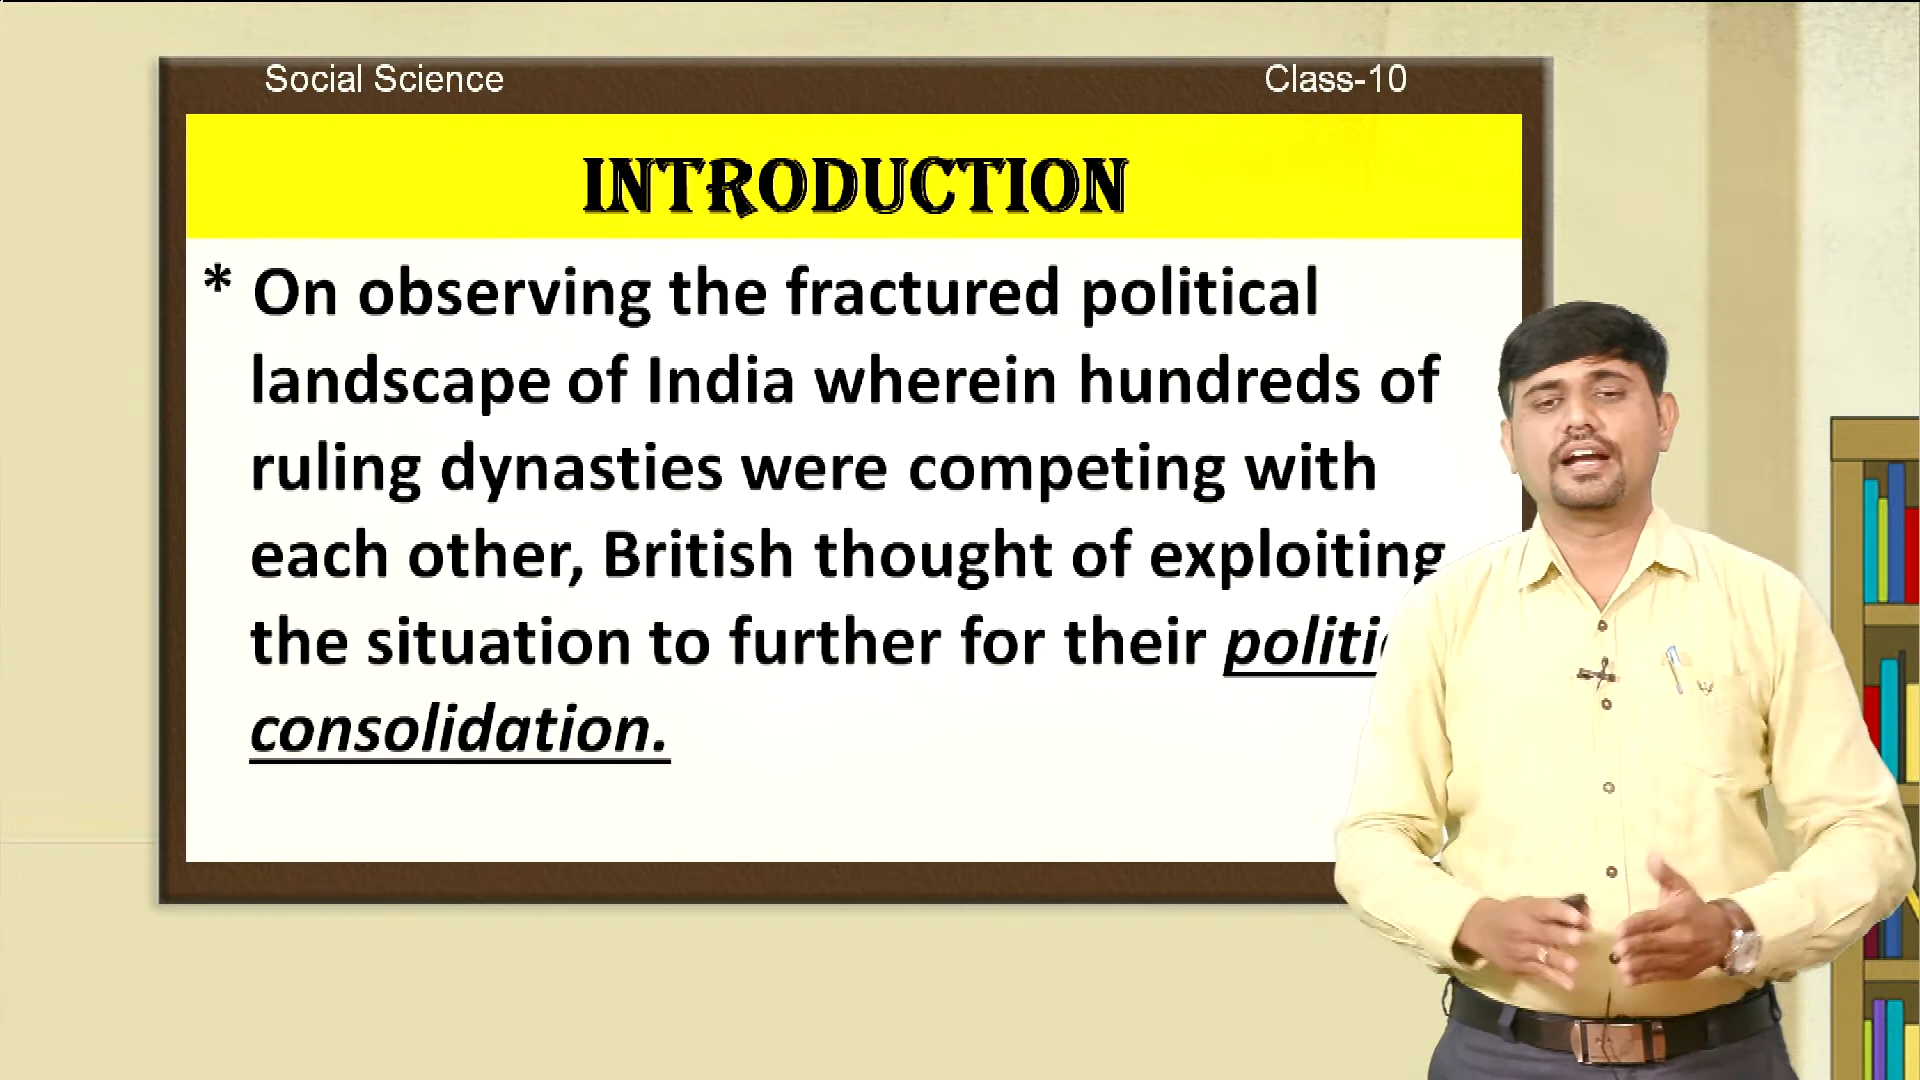 Social Science
Class-10
INTRODUCTION
* On observing the fractured political
landscape of India wherein hundreds of
ruling dynasties were competing with
each other, British thought of exploiting
the situation to further for their
consolidation.